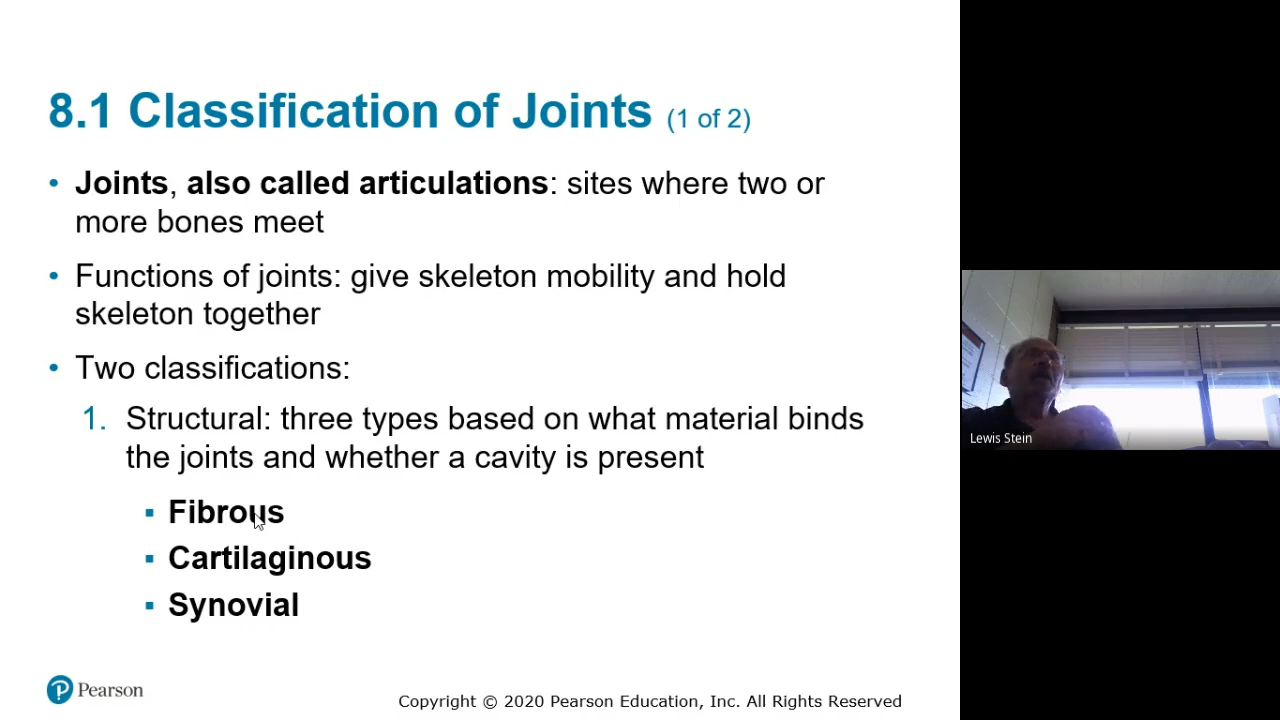 8.1 Classification of Joints (1 of 2)
• Joints, also called articulations: sites where two or
more bones meet
• Functions of joints: give skeleton mobility and hold
skeleton together
• Two classifications:
1. Structural: three types based on what material binds
the joints and whether a cavity is present
▪ Fibrous
▪ Cartilaginous
▪ Synovial
Pearson
Copyright © 2020 Pearson Education, Inc. All Rights Reserved
Lewis Stein